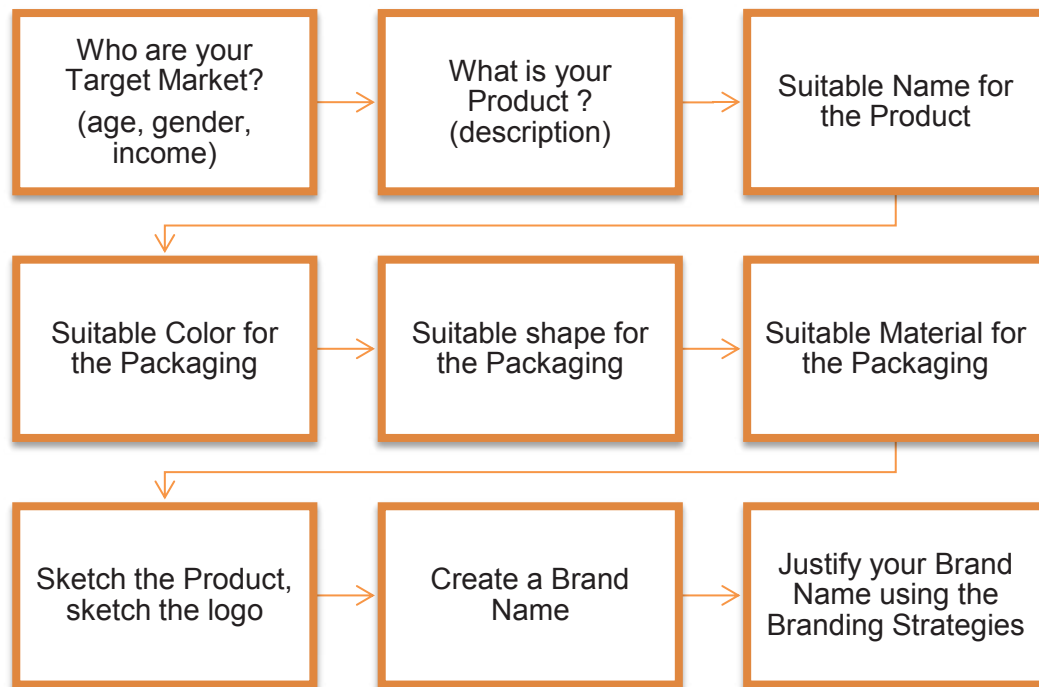 Who are your
Target Market?
(age, gender,
income)
What is your
Product ?
(description)
Suitable Name for
the Product
Suitable Color for
the Packaging
Suitable shape for
the Packaging
Suitable Material for
the Packaging
Sketch the Product,
sketch the logo
Create a Brand
Name
Justify your Brand
Name using the
Branding Strategies